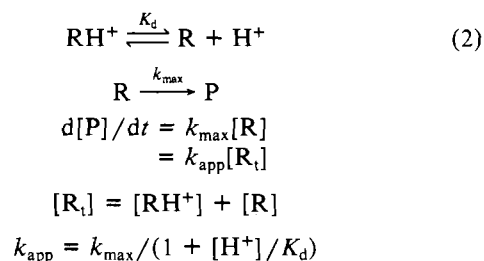 K_d
RH⁺ ⇌ R + H⁺ (2)
k_max
R ⟶ P
d[P]/dt = k_max[R]
= k_app[R_t]
[R_t] = [RH⁺] + [R]
k_app = k_max/(1 + [H⁺]/K_d)